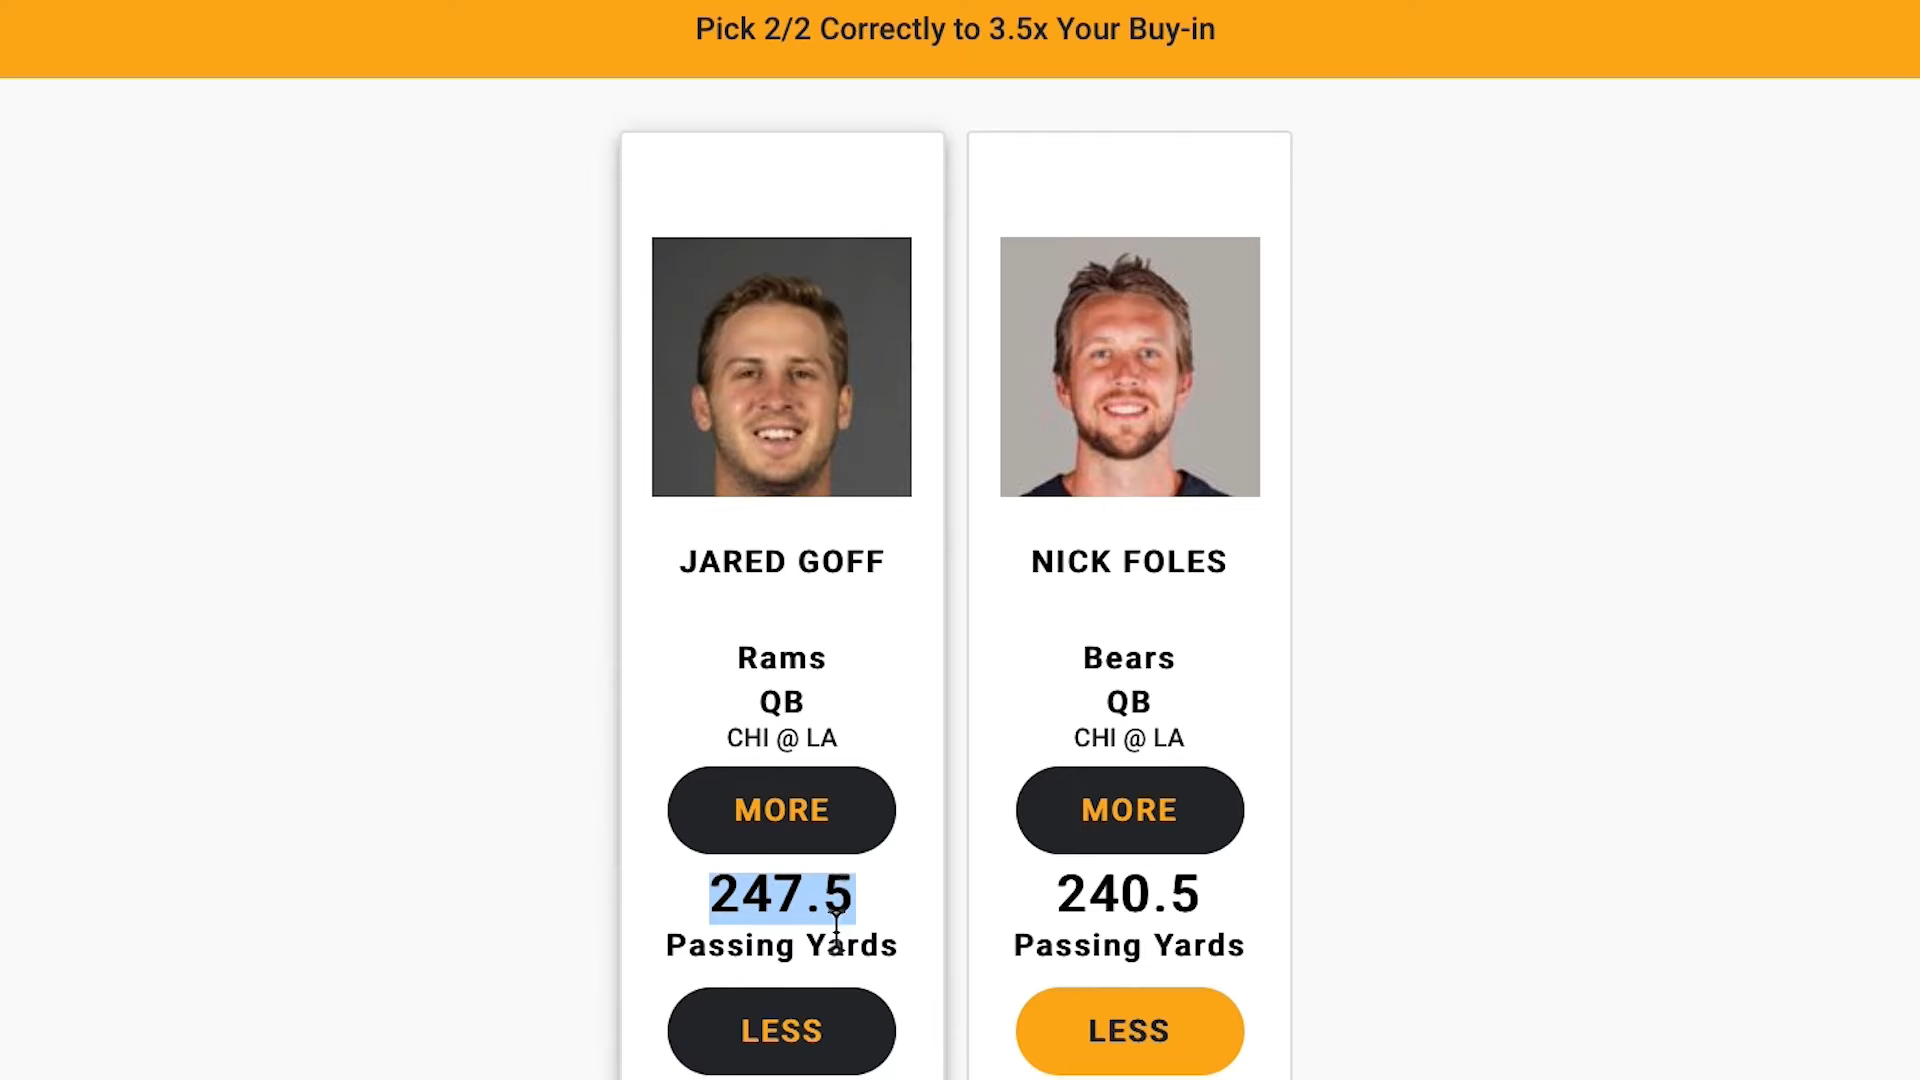 Pick 2/2 Correctly to 3.5x Your Buy-in
JARED GOFF
Rams
QB
CHI @ LA
MORE
247.5
Passing Yards
LESS
NICK FOLES
Bears
QB
CHI @ LA
MORE
240.5
Passing Yards
LESS